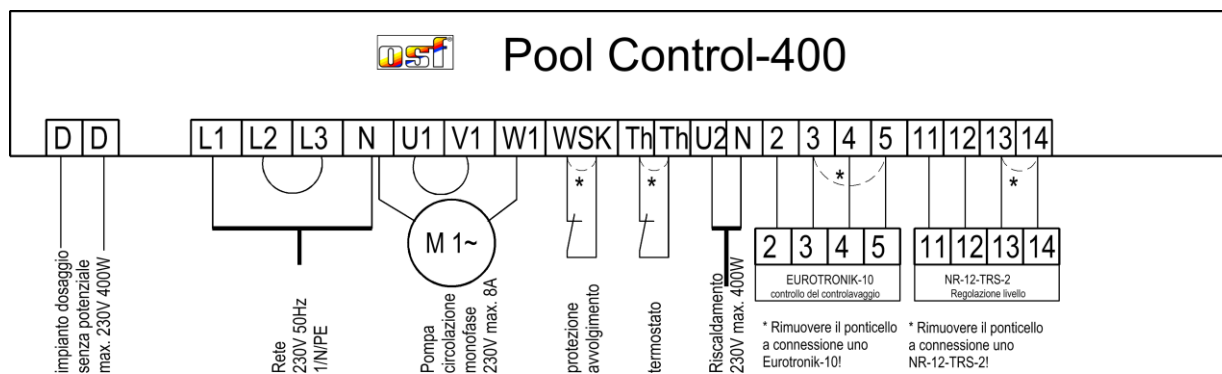 osf Pool Control-400
D D L1 L2 L3 N U1 V1 W1 WSK Th Th U2 N 2 3 4 5 11 12 13 14
* * * *
M 1~
2 3 4 5
11 12 13 14
impianto dosaggio
senza potenziale
max. 230V 400W
Rete
230V 50Hz
1/N/PE
Pompa
circolazione
monofase
230V max. 8A
protezione
avvolgimento
termostato
Riscaldamento
230V max. 400W
EUROTRONIK-10
controllo del controlavaggio
NR-12-TRS-2
Regolazione livello
* Rimuovere il ponticello
a connessione uno
Eurotronik-10!
* Rimuovere il ponticello
a connessione uno
NR-12-TRS-2!